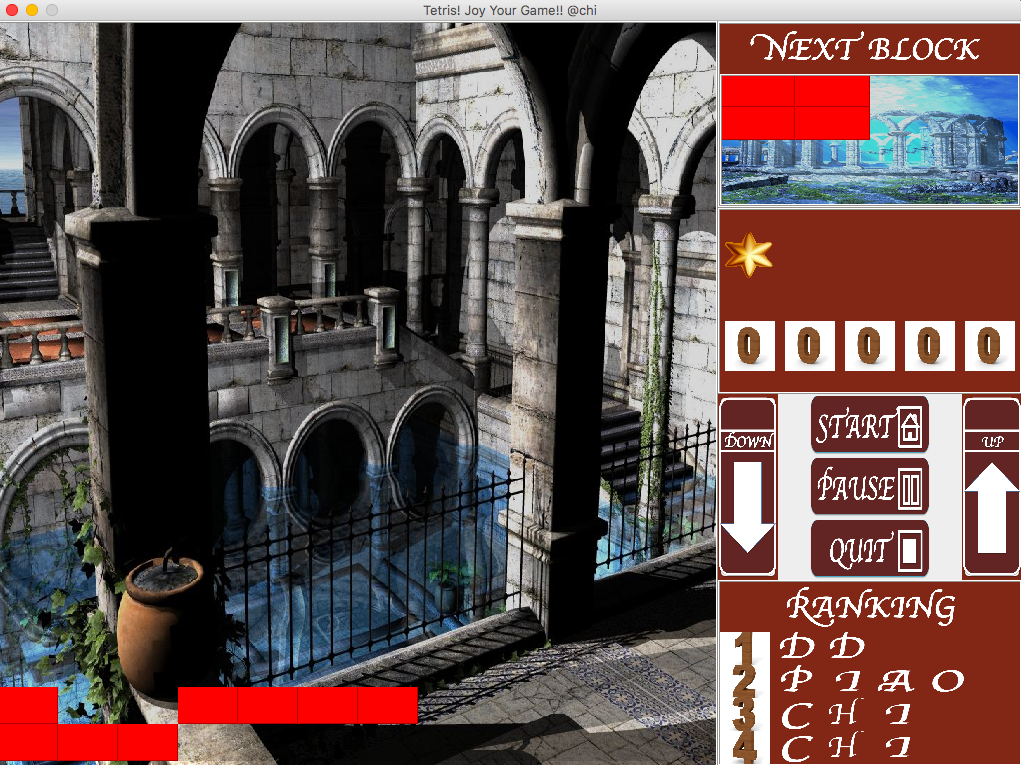 Tetris! Joy Your Game!! @chi
NEXT BLOCK
0 0 0 0 0
DOWN
START
UP
PAUSE
QUIT
RANKING
1 D D
2 P I A O
3 C H I
4 C H I